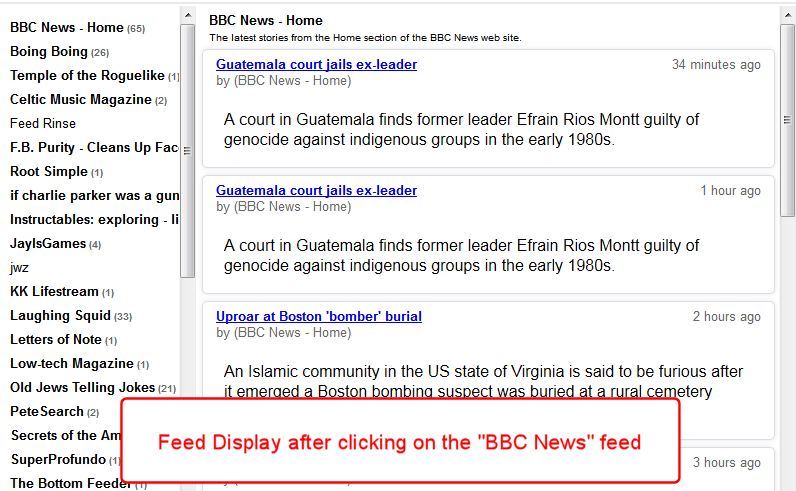 BBC News - Home (65)
Boing Boing (26)
Temple of the Roguelike (1)
Celtic Music Magazine (2)
Feed Rinse
F.B. Purity - Cleans Up Fac
Root Simple (1)
if charlie parker was a gun
Instructables: exploring - li
JayIsGames (4)
jwz
KK Lifestream (1)
Laughing Squid (33)
Letters of Note (1)
Low-tech Magazine (1)
Old Jews Telling Jokes (21)
PeteSearch (2)
Secrets of the Am
SuperProfundo (1)
The Bottom Feeder (1)
BBC News - Home
The latest stories from the Home section of the BBC News web site.
Guatemala court jails ex-leader 34 minutes ago
by (BBC News - Home)
A court in Guatemala finds former leader Efrain Rios Montt guilty of
genocide against indigenous groups in the early 1980s.
Guatemala court jails ex-leader 1 hour ago
by (BBC News - Home)
A court in Guatemala finds former leader Efrain Rios Montt guilty of
genocide against indigenous groups in the early 1980s.
Uproar at Boston 'bomber' burial 2 hours ago
by (BBC News - Home)
An Islamic community in the US state of Virginia is said to be furious after
it emerged a Boston bombing suspect was buried at a rural cemetery
Feed Display after clicking on the "BBC News" feed
3 hours ago